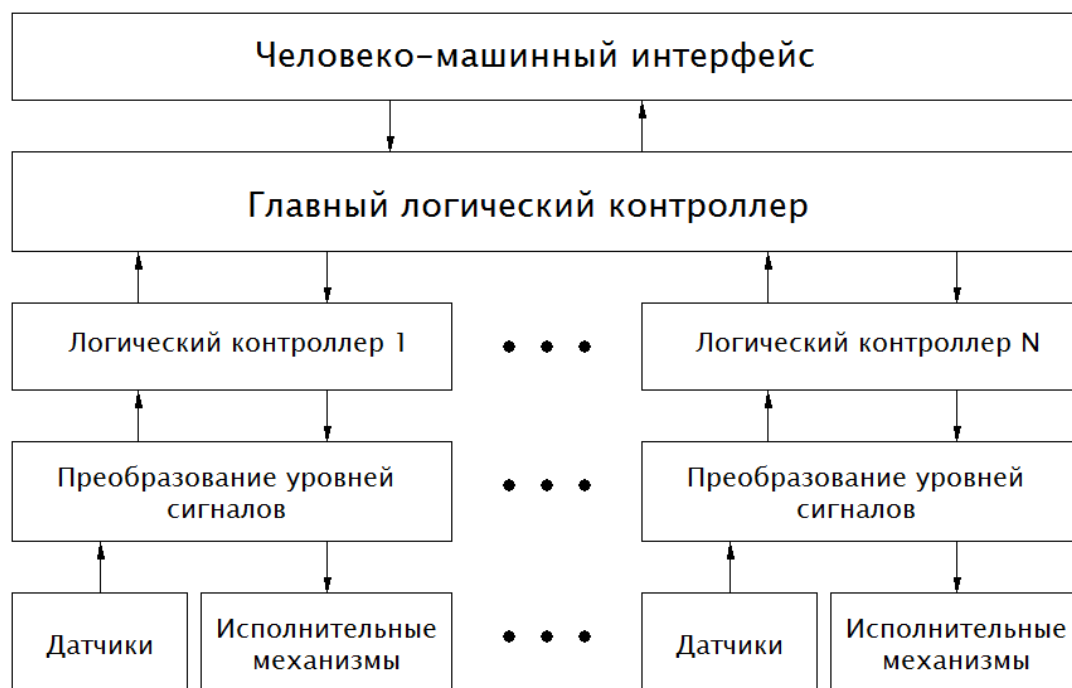 Человеко-машинный интерфейс
Главный логический контроллер
Логический контроллер 1
Логический контроллер N
Преобразование уровней
сигналов
Преобразование уровней
сигналов
Датчики
Исполнительные
механизмы
Датчики
Исполнительные
механизмы